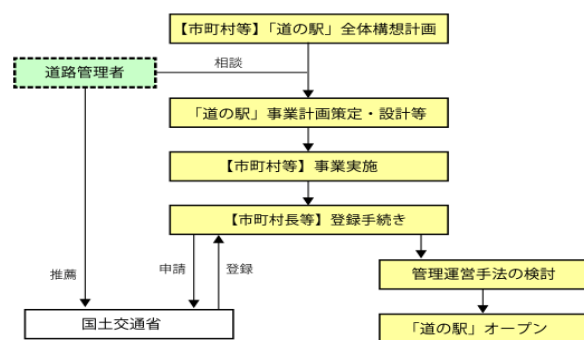 【市町村等】「道の駅」全体構想計画
相談
道路管理者
「道の駅」事業計画策定・設計等
【市町村等】事業実施
【市町村長等】登録手続き
推薦
申請
登録
管理運営手法の検討
国土交通省
「道の駅」オープン